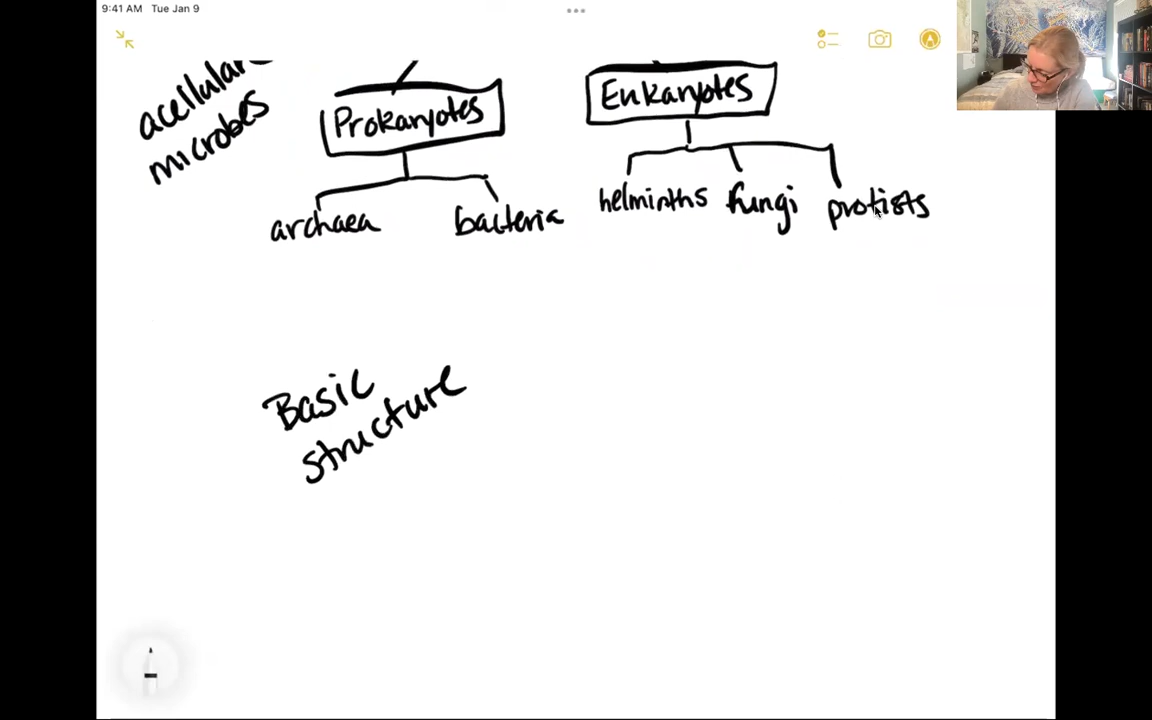 9:41 AM Tue Jan 9
acellular
microbes
Prokaryotes
Eukaryotes
archaea
bacteria
helminths
fungi
protists
Basic
structure